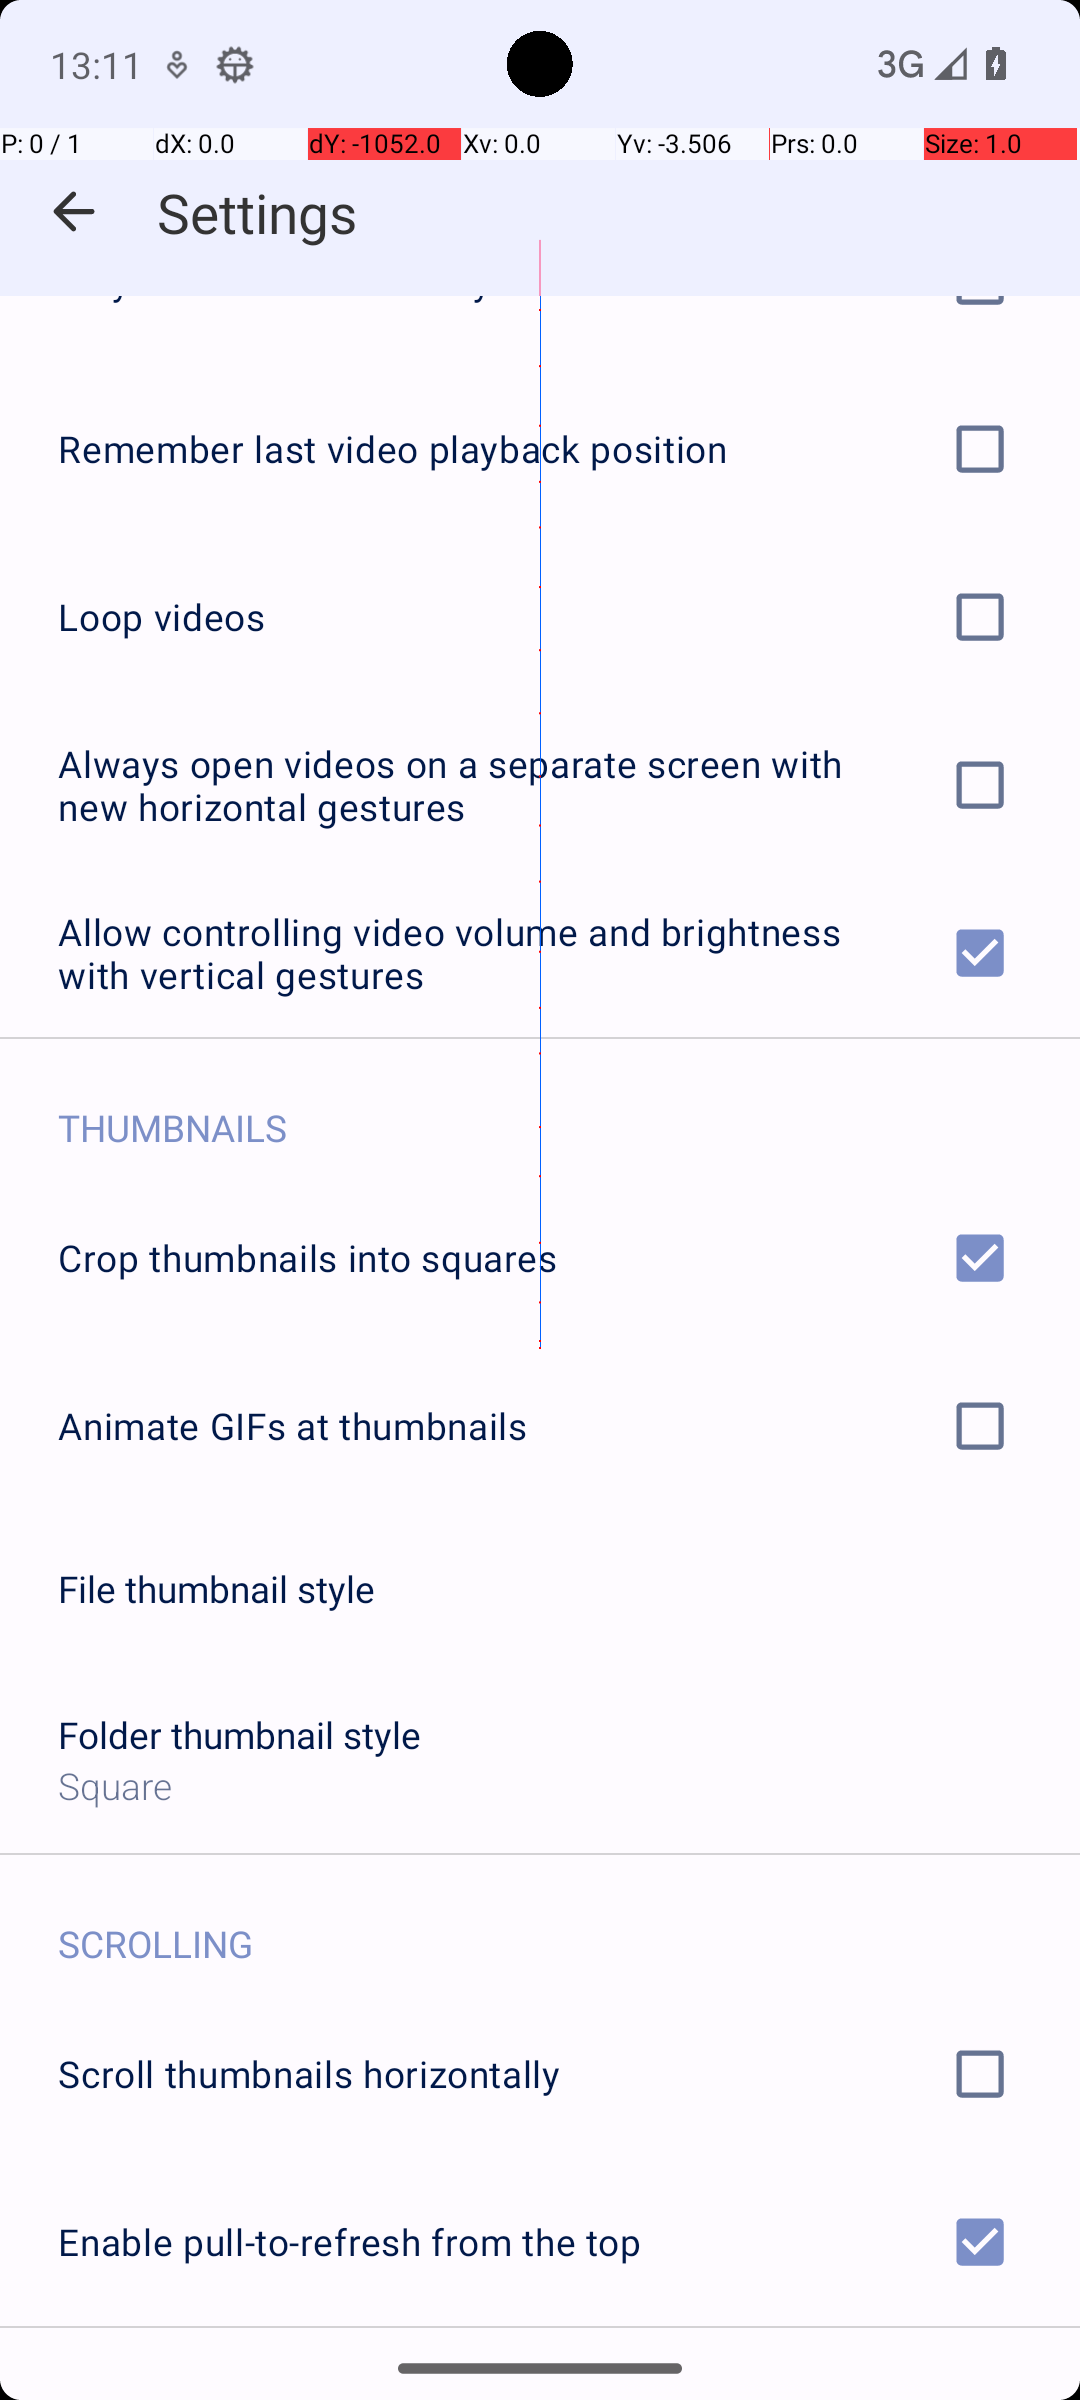 13:11
3G
P: 0 / 1
dX: 0.0
dY: -1052.0
Xv: 0.0
Yv: -3.506
Prs: 0.0
Size: 1.0
Settings
Remember last video playback position
Loop videos
Always open videos on a separate screen with
new horizontal gestures
Allow controlling video volume and brightness
with vertical gestures
THUMBNAILS
Crop thumbnails into squares
Animate GIFs at thumbnails
File thumbnail style
Folder thumbnail style
Square
SCROLLING
Scroll thumbnails horizontally
Enable pull-to-refresh from the top